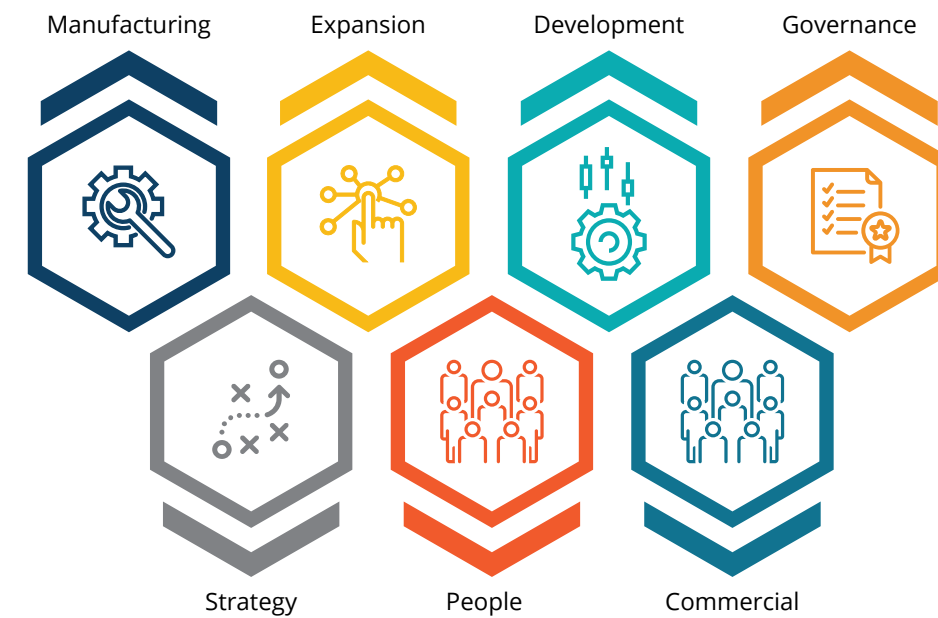 Manufacturing
Expansion
Development
Governance
Strategy
People
Commercial